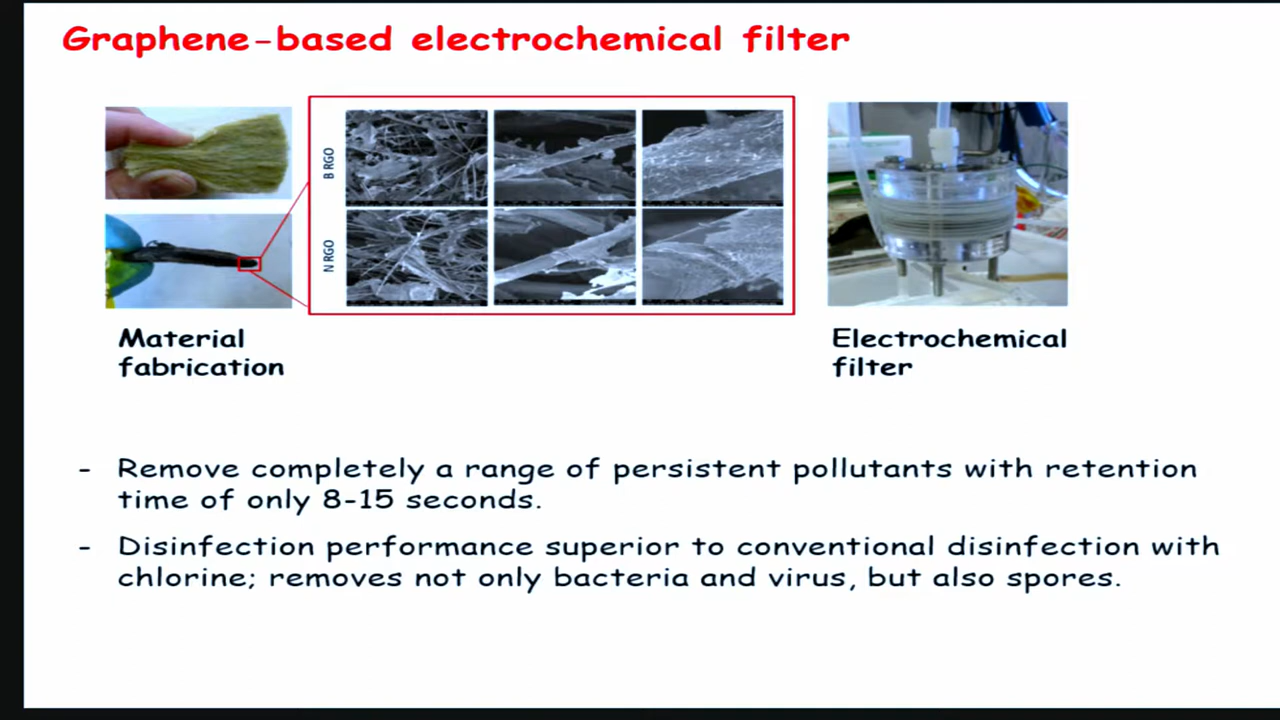 Graphene-based electrochemical filter
B RGO
N RGO
Material
fabrication
Electrochemical
filter
- Remove completely a range of persistent pollutants with retention
time of only 8-15 seconds.
- Disinfection performance superior to conventional disinfection with
chlorine; removes not only bacteria and virus, but also spores.